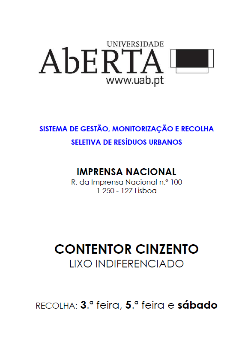 UNIVERSIDADE
AbERTA
www.uab.pt
SISTEMA DE GESTÃO, MONITORIZAÇÃO E RECOLHA
SELETIVA DE RESÍDUOS URBANOS
IMPRENSA NACIONAL
R. da Imprensa Nacional n.º 100
1 250 - 127 Lisboa
CONTENTOR CINZENTO
LIXO INDIFERENCIADO
RECOLHA: 3.ª feira, 5.ª feira e sábado